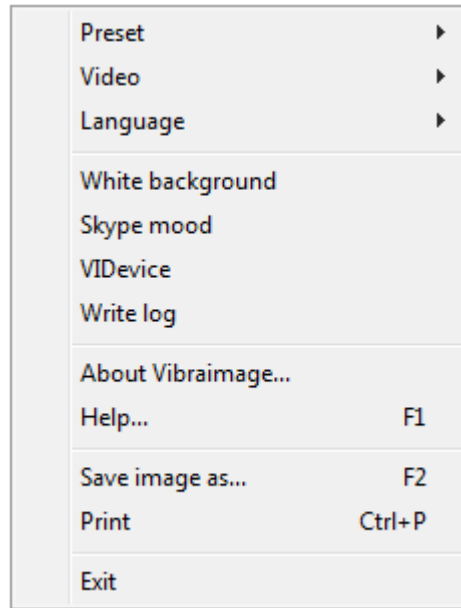 Preset
Video
Language
White background
Skype mood
VIDevice
Write log
About Vibraimage...
Help... F1
Save image as... F2
Print Ctrl+P
Exit